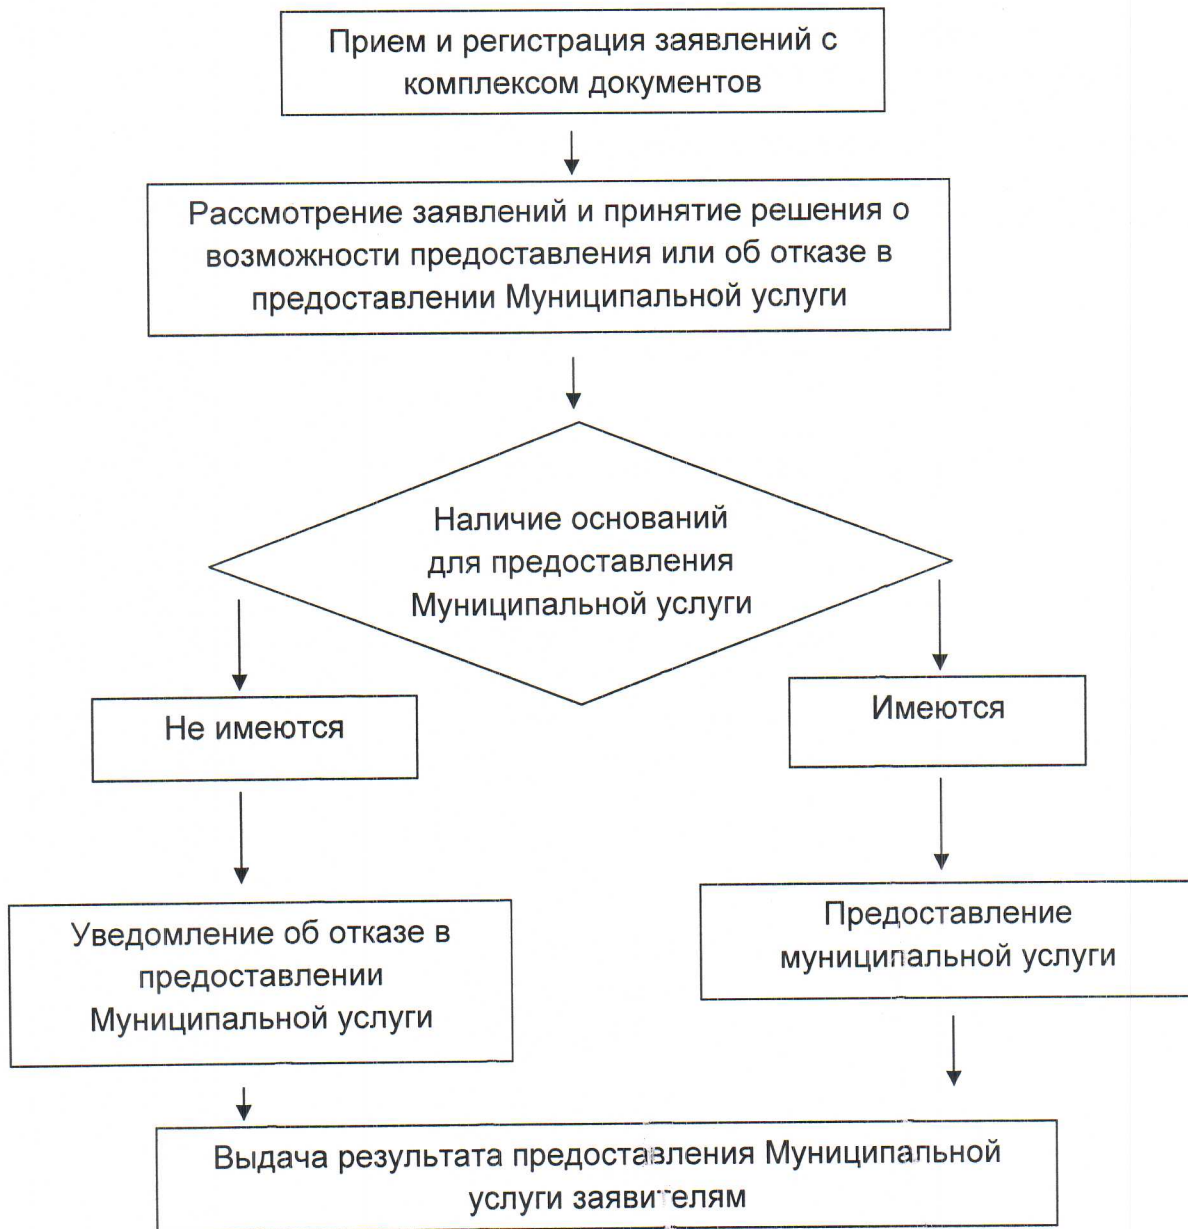 Прием и регистрация заявлений с
комплексом документов
Рассмотрение заявлений и принятие решения о
возможности предоставления или об отказе в
предоставлении Муниципальной услуги
Наличие оснований
для предоставления
Муниципальной услуги
Не имеются
Имеются
Уведомление об отказе в
предоставлении
Муниципальной услуги
Предоставление
муниципальной услуги
Выдача результата предоставления Муниципальной
услуги заявителям